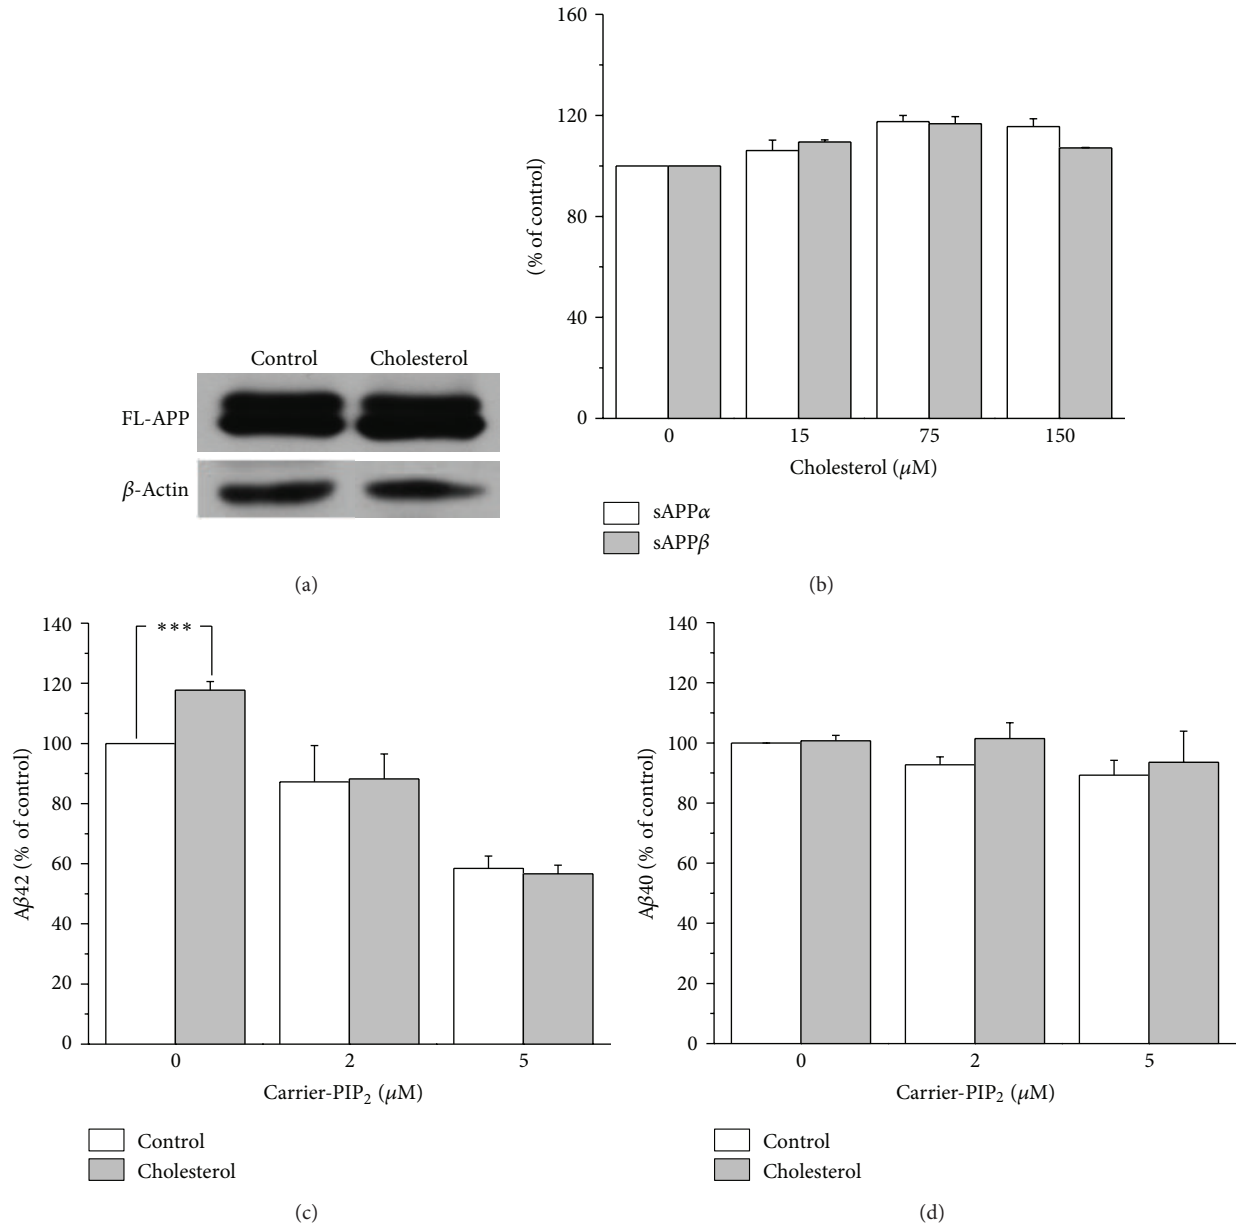 Control Cholesterol
FL-APP
β-Actin
(a)
160
120
80
40
0
(% of control)
0 15 75 150
Cholesterol (μM)
sAPPα
sAPPβ
(b)
140
120
100
80
60
40
20
0
Aβ42 (% of control)
***
0 2 5
Carrier-PIP₂ (μM)
Control
Cholesterol
(c)
140
120
100
80
60
40
20
0
Aβ40 (% of control)
0 2 5
Carrier-PIP₂ (μM)
Control
Cholesterol
(d)